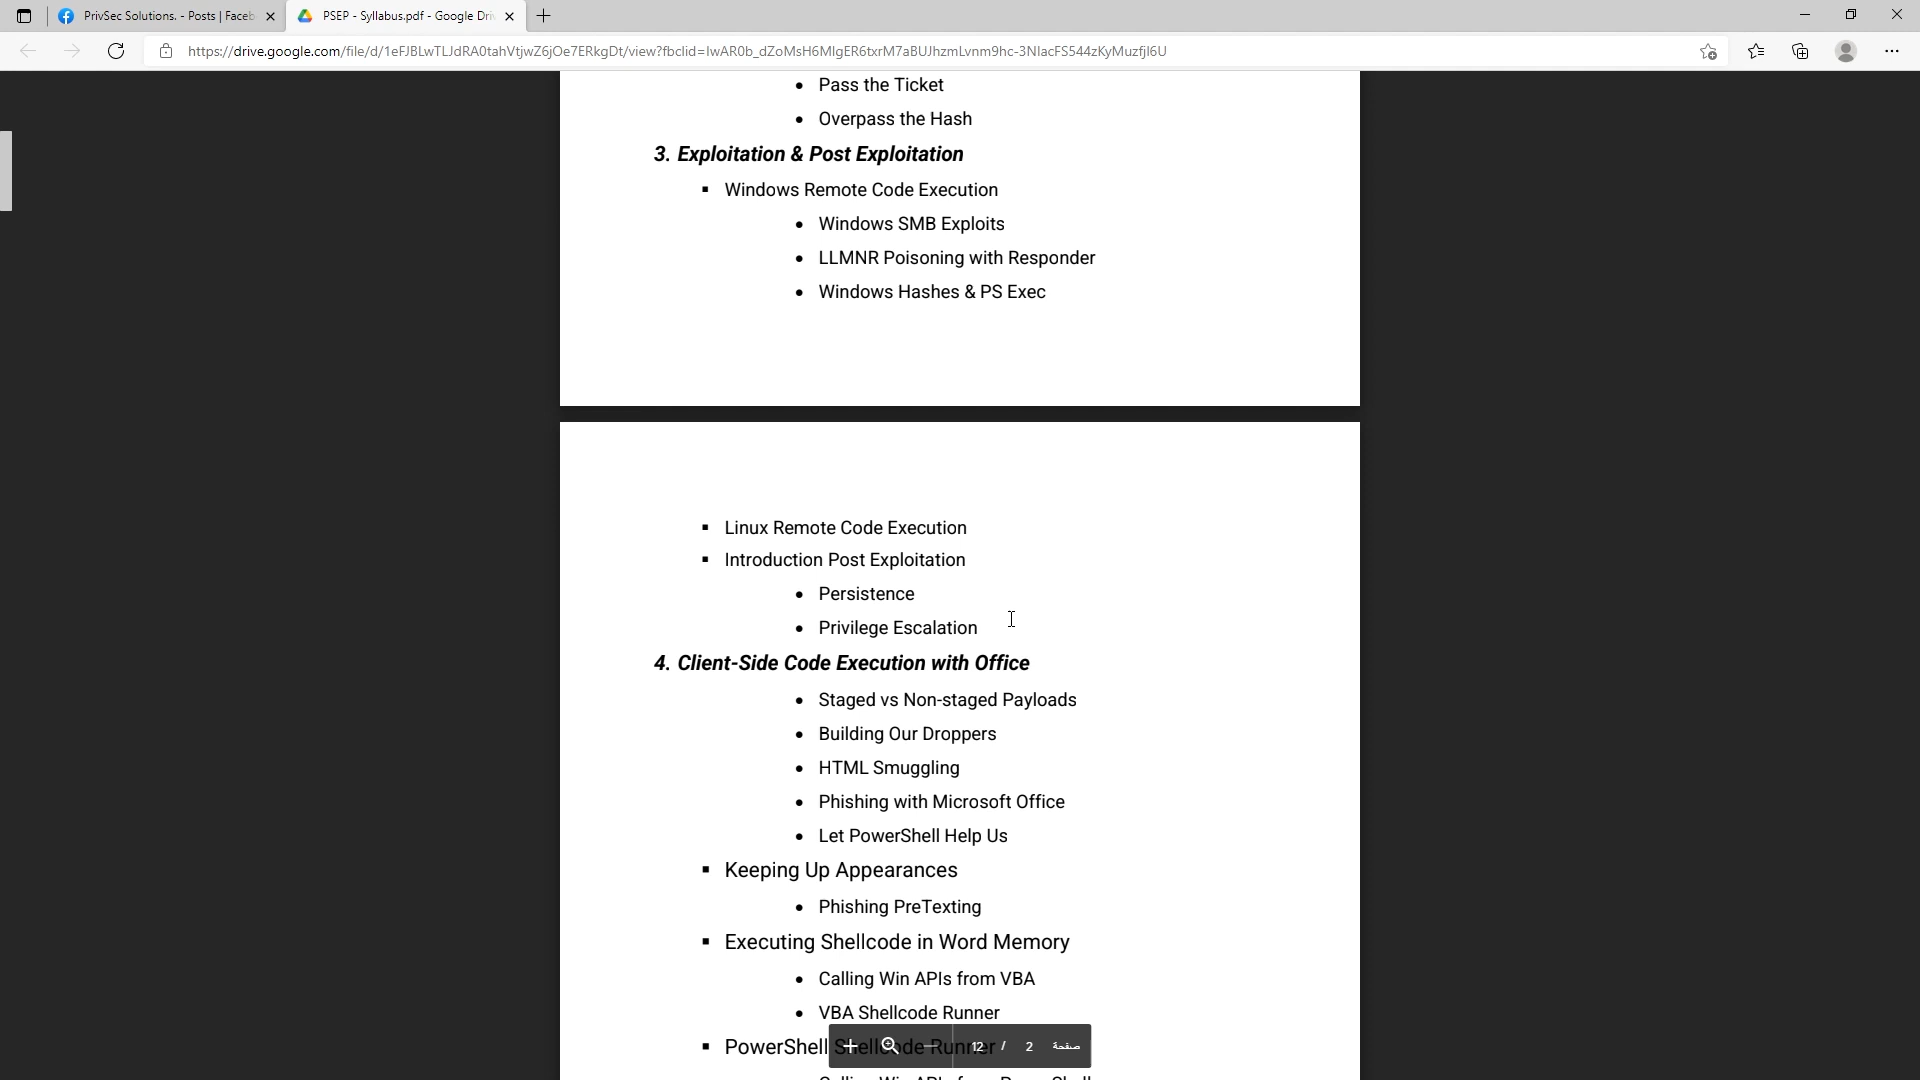 PrivSec Solutions. - Posts | Faceb
PSEP - Syllabus.pdf - Google Dri
https://drive.google.com/file/d/1eFJBLwTLJdRA0tahVtjwZ6jOe7ERkgDt/view?fbclid=IwAR0b_dZoMsH6MIgER6txrM7aBUJhzmLvnm9hc-3NIacFS544zKyMuzfjI6U
• Pass the Ticket
• Overpass the Hash
3. Exploitation & Post Exploitation
▪ Windows Remote Code Execution
• Windows SMB Exploits
• LLMNR Poisoning with Responder
• Windows Hashes & PS Exec
▪ Linux Remote Code Execution
▪ Introduction Post Exploitation
• Persistence
• Privilege Escalation
4. Client-Side Code Execution with Office
• Staged vs Non-staged Payloads
• Building Our Droppers
• HTML Smuggling
• Phishing with Microsoft Office
• Let PowerShell Help Us
▪ Keeping Up Appearances
• Phishing PreTexting
▪ Executing Shellcode in Word Memory
• Calling Win APIs from VBA
• VBA Shellcode Runner
▪ PowerShell Shellcode Runner
12 / 2 صفحة